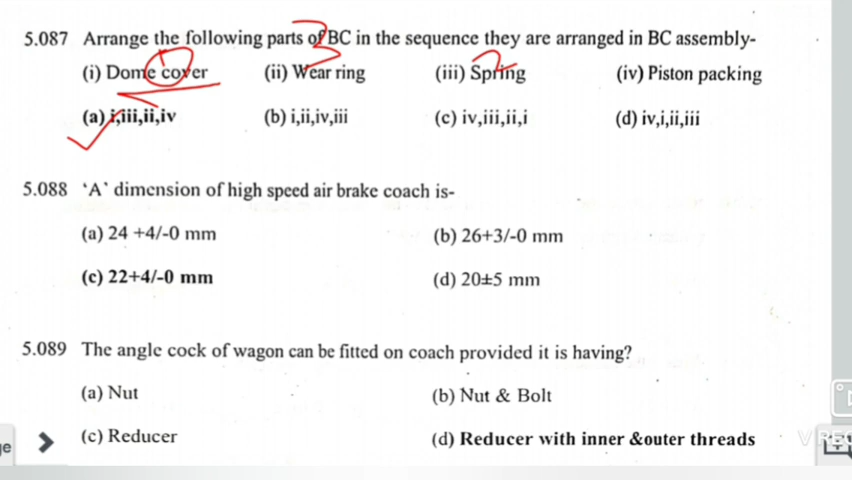 5.087 Arrange the following parts of BC in the sequence they are arranged in BC assembly-
(i) Dome cover (ii) Wear ring (iii) Spring (iv) Piston packing
(a) i,iii,ii,iv (b) i,ii,iv,iii (c) iv,iii,ii,i (d) iv,i,ii,iii
5.088 'A' dimension of high speed air brake coach is-
(a) 24 +4/-0 mm (b) 26+3/-0 mm
(c) 22+4/-0 mm (d) 20±5 mm
5.089 The angle cock of wagon can be fitted on coach provided it is having?
(a) Nut (b) Nut & Bolt
(c) Reducer (d) Reducer with inner &outer threads